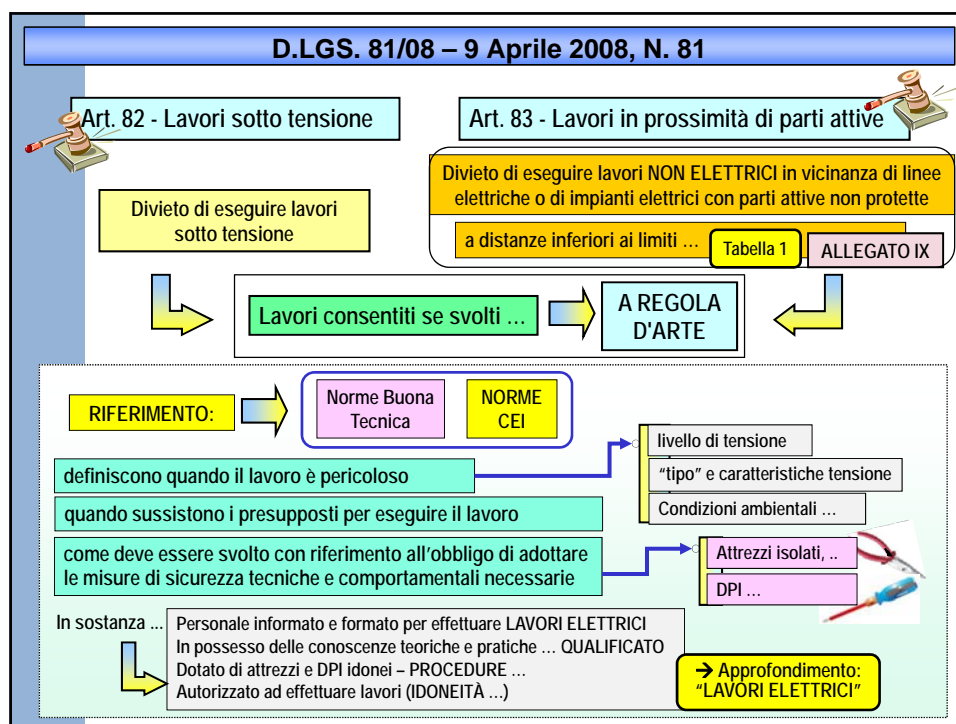 D.LGS. 81/08 – 9 Aprile 2008, N. 81
Art. 82 - Lavori sotto tensione
Art. 83 - Lavori in prossimità di parti attive
Divieto di eseguire lavori
sotto tensione
Divieto di eseguire lavori NON ELETTRICI in vicinanza di linee
elettriche o di impianti elettrici con parti attive non protette
a distanze inferiori ai limiti ...
Tabella 1
ALLEGATO IX
Lavori consentiti se svolti ...
A REGOLA
D'ARTE
RIFERIMENTO:
Norme Buona
Tecnica
NORME
CEI
definiscono quando il lavoro è pericoloso
livello di tensione
“tipo” e caratteristiche tensione
Condizioni ambientali ...
quando sussistono i presupposti per eseguire il lavoro
come deve essere svolto con riferimento all’obbligo di adottare
le misure di sicurezza tecniche e comportamentali necessarie
Attrezzi isolati, ..
DPI ...
In sostanza ...
Personale informato e formato per effettuare LAVORI ELETTRICI
In possesso delle conoscenze teoriche e pratiche ... QUALIFICATO
Dotato di attrezzi e DPI idonei – PROCEDURE ...
Autorizzato ad effettuare lavori (IDONEITÀ ...)
→ Approfondimento:
“LAVORI ELETTRICI”